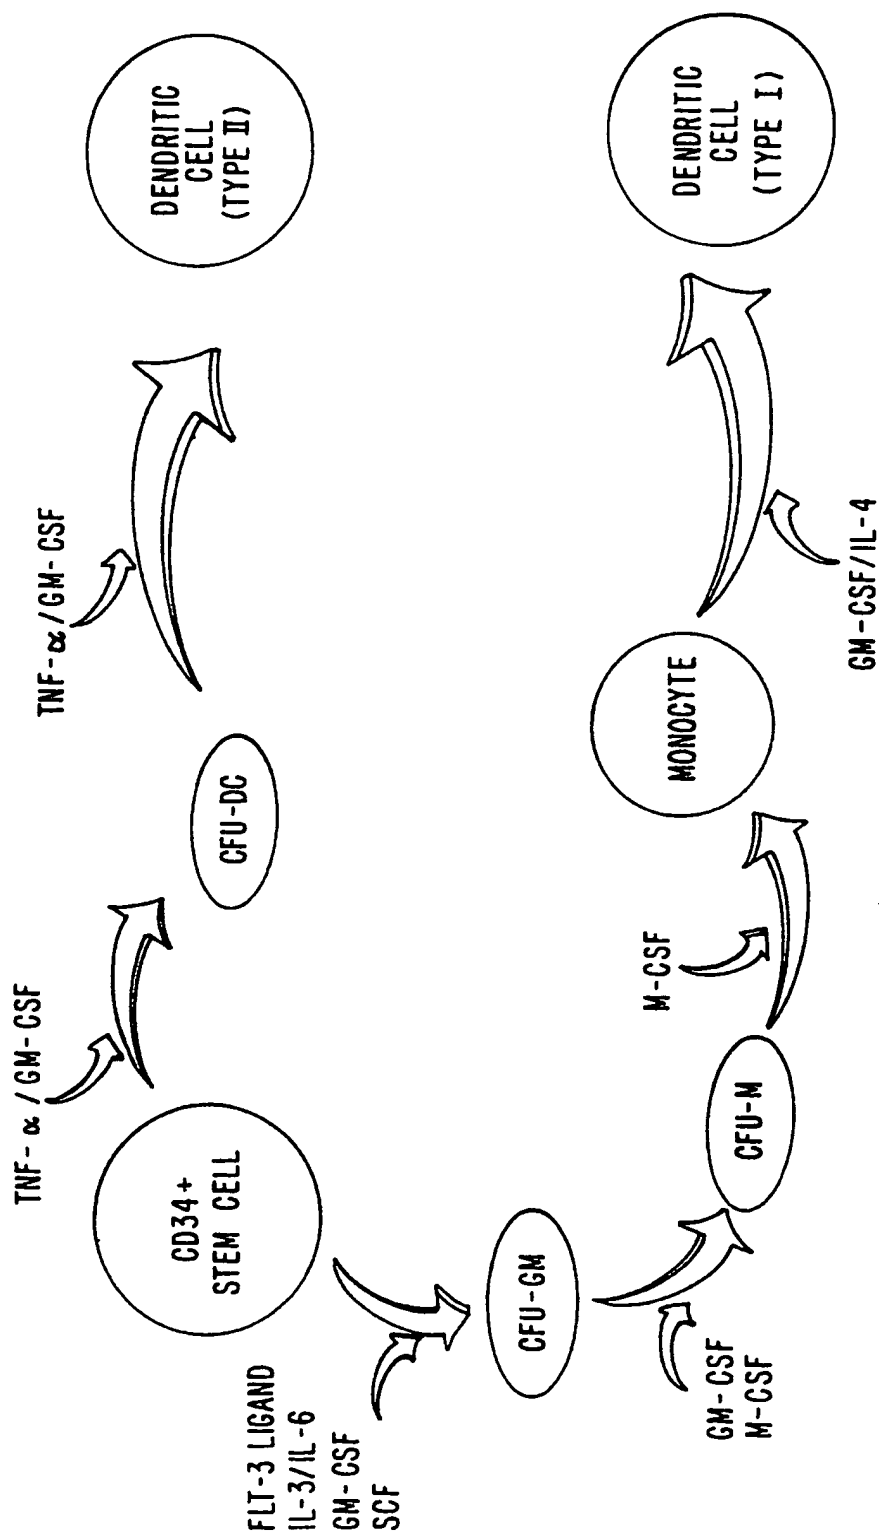 TNF-α/GM-CSF
TNF-α/GM-CSF
CD34+
STEM CELL
CFU-DC
DENDRITIC
CELL
(TYPE II)
FLT-3 LIGAND
IL-3/IL-6
GM-CSF
SCF
CFU-GM
GM-CSF
M-CSF
CFU-M
M-CSF
MONOCYTE
GM-CSF/IL-4
DENDRITIC
CELL
(TYPE I)